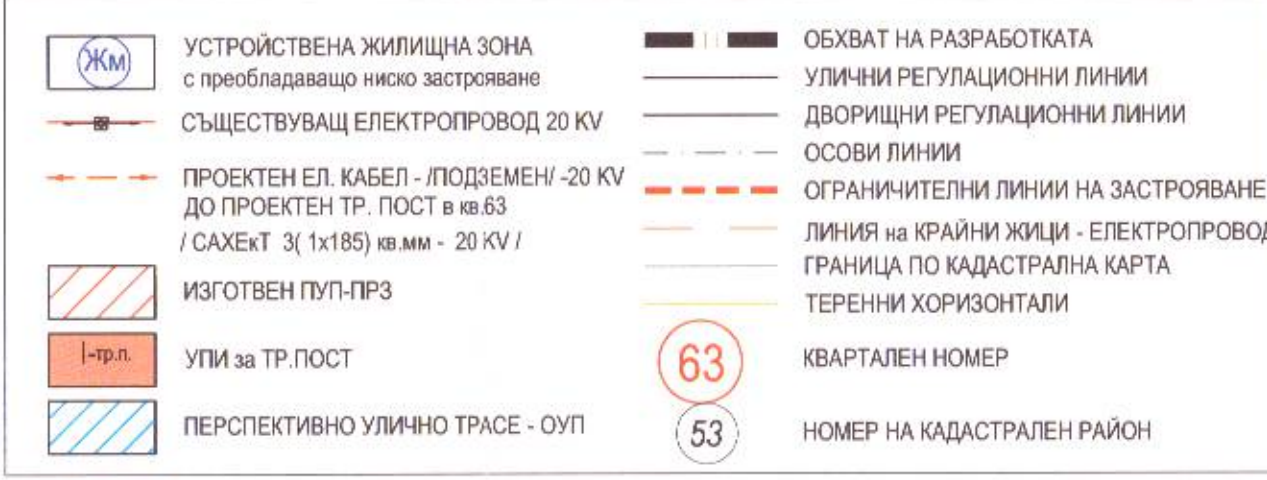 Жм
УСТРОЙСТВЕНА ЖИЛИЩНА ЗОНА
с преобладаващо ниско застрояване
СЪЩЕСТВУВАЩ ЕЛЕКТРОПРОВОД 20 KV
ПРОЕКТЕН ЕЛ. КАБЕЛ - /ПОДЗЕМЕН/ -20 KV
ДО ПРОЕКТЕН ТР. ПОСТ в кв.63
/ САХЕкТ 3( 1x185) кв.мм - 20 KV /
ИЗГОТВЕН ПУП-ПРЗ
I-тр.п.
УПИ за ТР.ПОСТ
ПЕРСПЕКТИВНО УЛИЧНО ТРАСЕ - ОУП
ОБХВАТ НА РАЗРАБОТКАТА
УЛИЧНИ РЕГУЛАЦИОННИ ЛИНИИ
ДВОРИЩНИ РЕГУЛАЦИОННИ ЛИНИИ
ОСОВИ ЛИНИИ
ОГРАНИЧИТЕЛНИ ЛИНИИ НА ЗАСТРОЯВАНЕ
ЛИНИЯ на КРАЙНИ ЖИЦИ - ЕЛЕКТРОПРОВОД
ГРАНИЦА ПО КАДАСТРАЛНА КАРТА
ТЕРЕННИ ХОРИЗОНТАЛИ
63
КВАРТАЛЕН НОМЕР
53
НОМЕР НА КАДАСТРАЛЕН РАЙОН